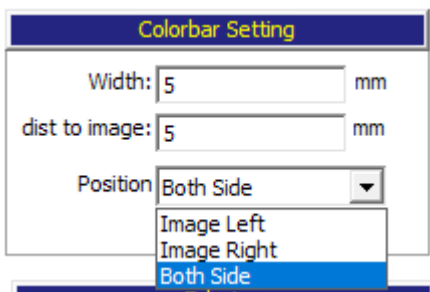 Colorbar Setting
Width: 5 mm
dist to image: 5 mm
Position Both Side
Image Left
Image Right
Both Side